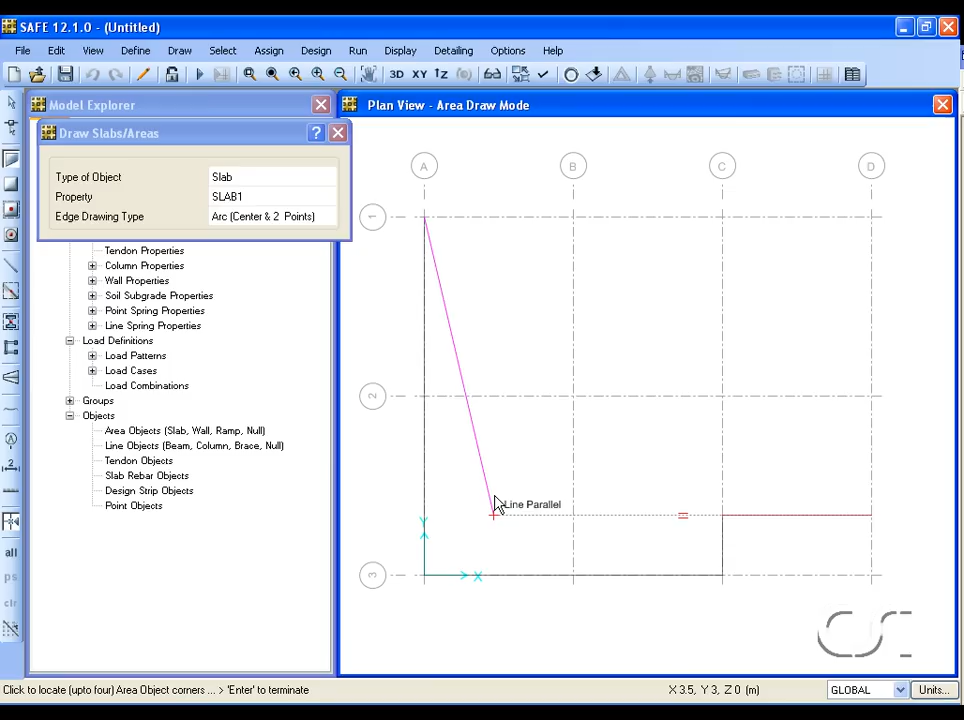 SAFE 12.1.0 - (Untitled)
File Edit View Define Draw Select Assign Design Run Display Detailing Options Help
3D XY
Model Explorer
Plan View - Area Draw Mode
Draw Slabs/Areas
?
Type of Object Slab
Property SLAB1
Edge Drawing Type Arc (Center & 2 Points)
A B C D
1
2
3
Tendon Properties
Column Properties
Wall Properties
Soil Subgrade Properties
Point Spring Properties
Line Spring Properties
Load Definitions
Load Patterns
Load Cases
Load Combinations
Groups
Objects
Area Objects (Slab, Wall, Ramp, Null)
Line Objects (Beam, Column, Brace, Null)
Tendon Objects
Slab Rebar Objects
Design Strip Objects
Point Objects
Line Parallel
Y
X
all
ps
clr
CSI
Click to locate (upto four) Area Object corners ... > 'Enter' to terminate
X 3.5, Y 3, Z 0 (m)
GLOBAL
Units...